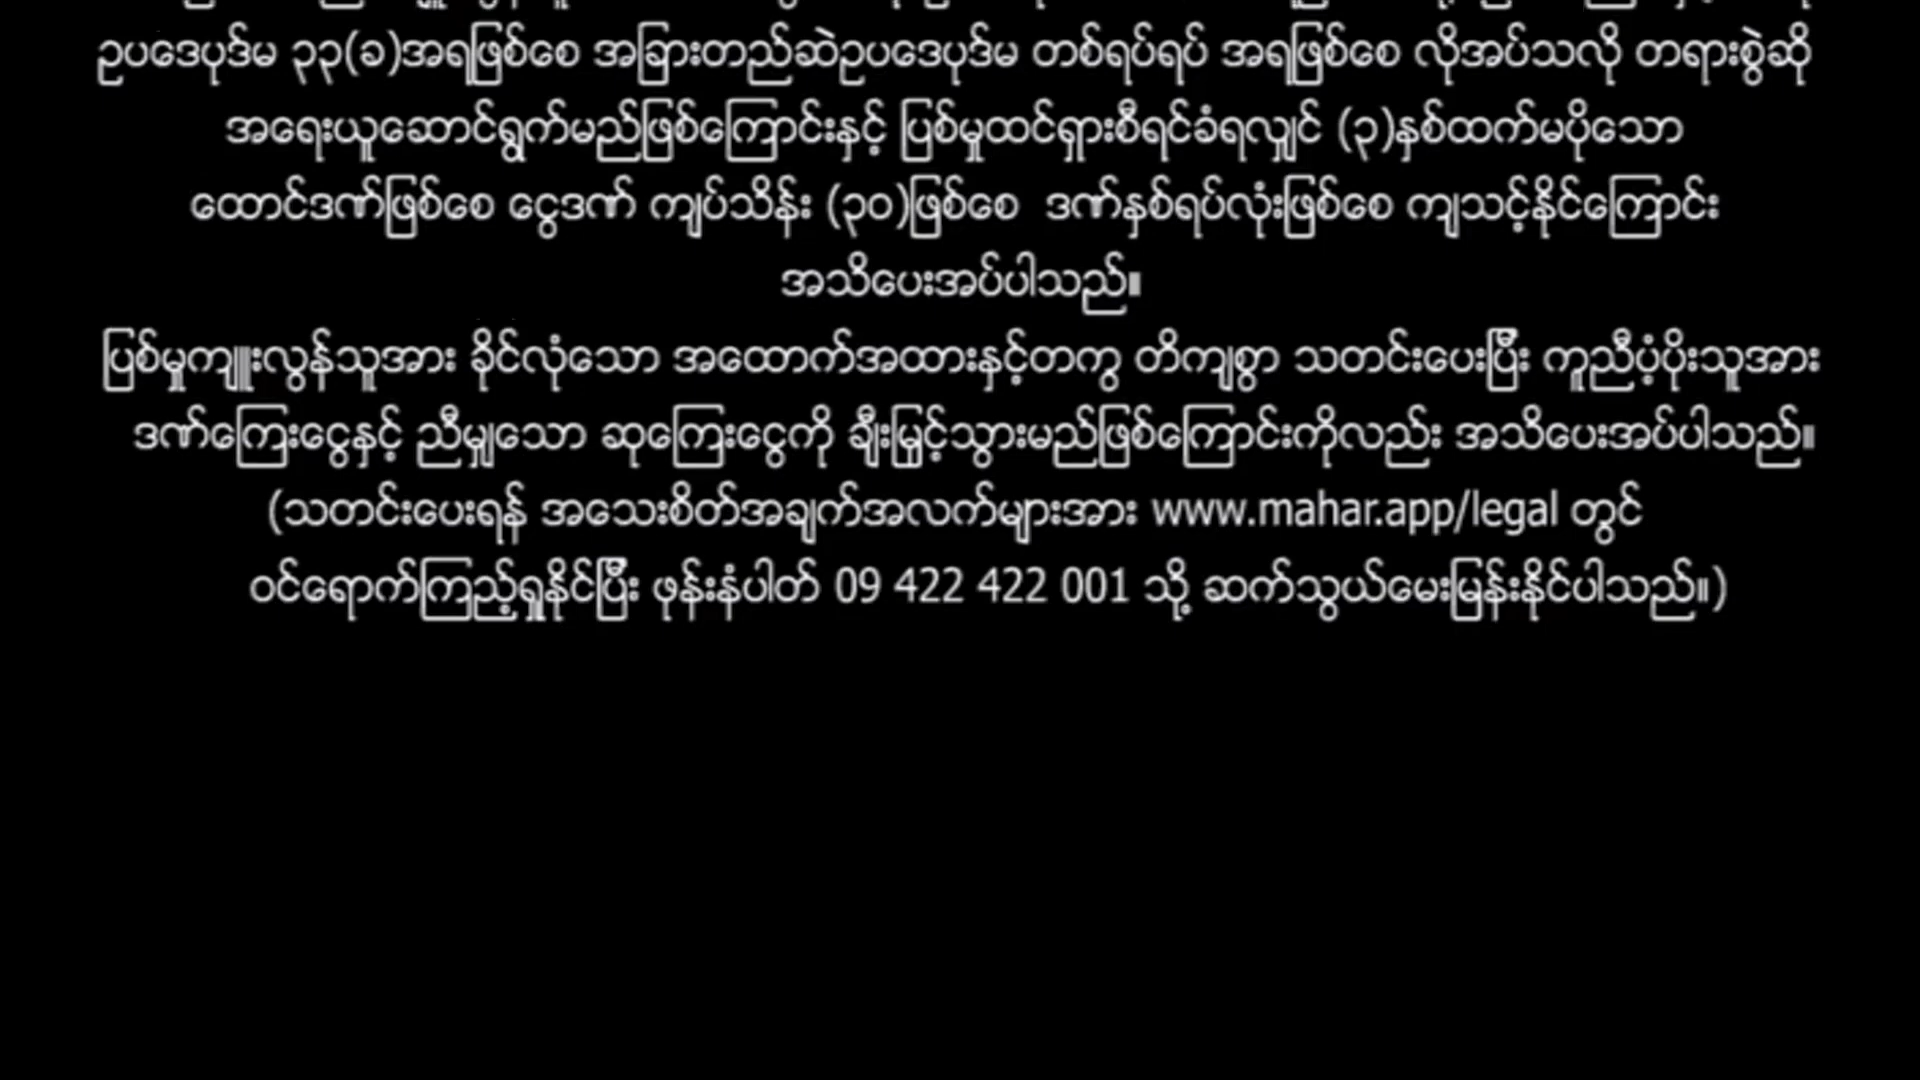 ဥပဒေပုဒ်မ ၃၃(ခ)အရဖြစ်စေ အခြားတည်ဆဲဥပဒေပုဒ်မ တစ်ရပ်ရပ် အရဖြစ်စေ လိုအပ်သလို တရားစွဲဆို
အရေးယူဆောင်ရွက်မည်ဖြစ်ကြောင်းနှင့် ပြစ်မှုထင်ရှားစီရင်ခံရလျှင် (၃)နှစ်ထက်မပိုသော
ထောင်ဒဏ်ဖြစ်စေ ငွေဒဏ် ကျပ်သိန်း (၃၀)ဖြစ်စေ ဒဏ်နှစ်ရပ်လုံးဖြစ်စေ ကျသင့်နိုင်ကြောင်း
အသိပေးအပ်ပါသည်။
ပြစ်မှုကျူးလွန်သူအား ခိုင်လုံသော အထောက်အထားနှင့်တကွ တိကျစွာ သတင်းပေးပြီး ကူညီပံ့ပိုးသူအား
ဒဏ်ကြေးငွေနှင့် ညီမျှသော ဆုကြေးငွေကို ချီးမြှင့်သွားမည်ဖြစ်ကြောင်းကိုလည်း အသိပေးအပ်ပါသည်။
(သတင်းပေးရန် အသေးစိတ်အချက်အလက်များအား www.mahar.app/legal တွင်
ဝင်ရောက်ကြည့်ရှုနိုင်ပြီး ဖုန်းနံပါတ် 09 422 422 001 သို့ ဆက်သွယ်မေးမြန်းနိုင်ပါသည်။)